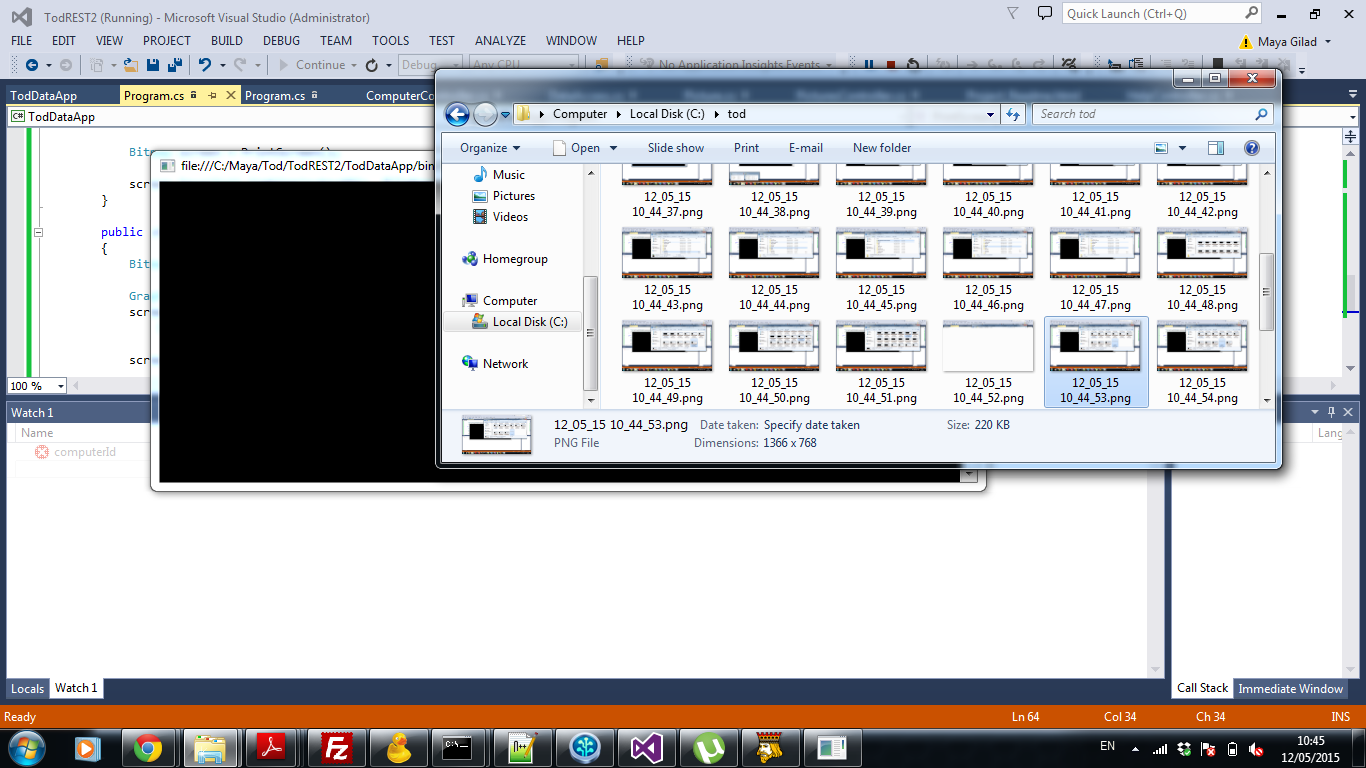 TodREST2 (Running) - Microsoft Visual Studio (Administrator)
Quick Launch (Ctrl+Q)
FILE EDIT VIEW PROJECT BUILD DEBUG TEAM TOOLS TEST ANALYZE WINDOW HELP
Maya Gilad
Continue Debug Any CPU No Application Insights Events
TodDataApp Program.cs Program.cs ComputerCo
C# TodDataApp
Bit
scr
}
public
{
Bit
Gra
scr
scr
100 %
file:///C:/Maya/Tod/TodREST2/TodDataApp/bin
Computer Local Disk (C:) tod
Search tod
Organize Open Slide show Print E-mail New folder
Music
Pictures
Videos
Homegroup
Computer
Local Disk (C:)
Network
12_05_15 10_44_37.png
12_05_15 10_44_38.png
12_05_15 10_44_39.png
12_05_15 10_44_40.png
12_05_15 10_44_41.png
12_05_15 10_44_42.png
12_05_15 10_44_43.png
12_05_15 10_44_44.png
12_05_15 10_44_45.png
12_05_15 10_44_46.png
12_05_15 10_44_47.png
12_05_15 10_44_48.png
12_05_15 10_44_49.png
12_05_15 10_44_50.png
12_05_15 10_44_51.png
12_05_15 10_44_52.png
12_05_15 10_44_53.png
12_05_15 10_44_54.png
12_05_15 10_44_53.png Date taken: Specify date taken Size: 220 KB
PNG File Dimensions: 1366 x 768
Watch 1
Name
Lang
computerId
Locals Watch 1
Call Stack Immediate Window
Ready Ln 64 Col 34 Ch 34 INS
C:\_
EN
10:45
12/05/2015